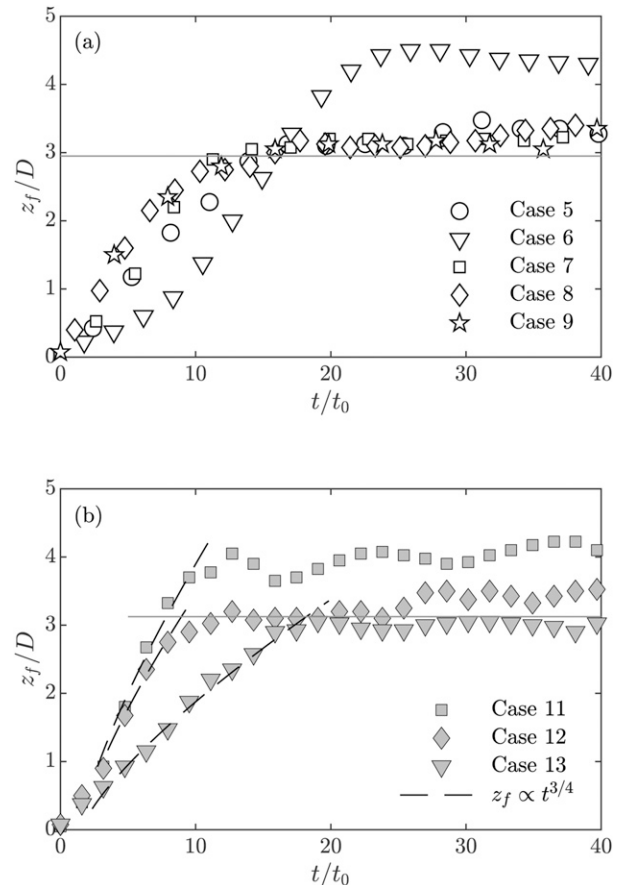 (a)
5
4
3
2
1
0
z_f/D
0 10 20 30 40
t/t_0
Case 5
Case 6
Case 7
Case 8
Case 9
(b)
5
4
3
2
1
0
z_f/D
0 10 20 30 40
t/t_0
Case 11
Case 12
Case 13
z_f ∝ t^{3/4}